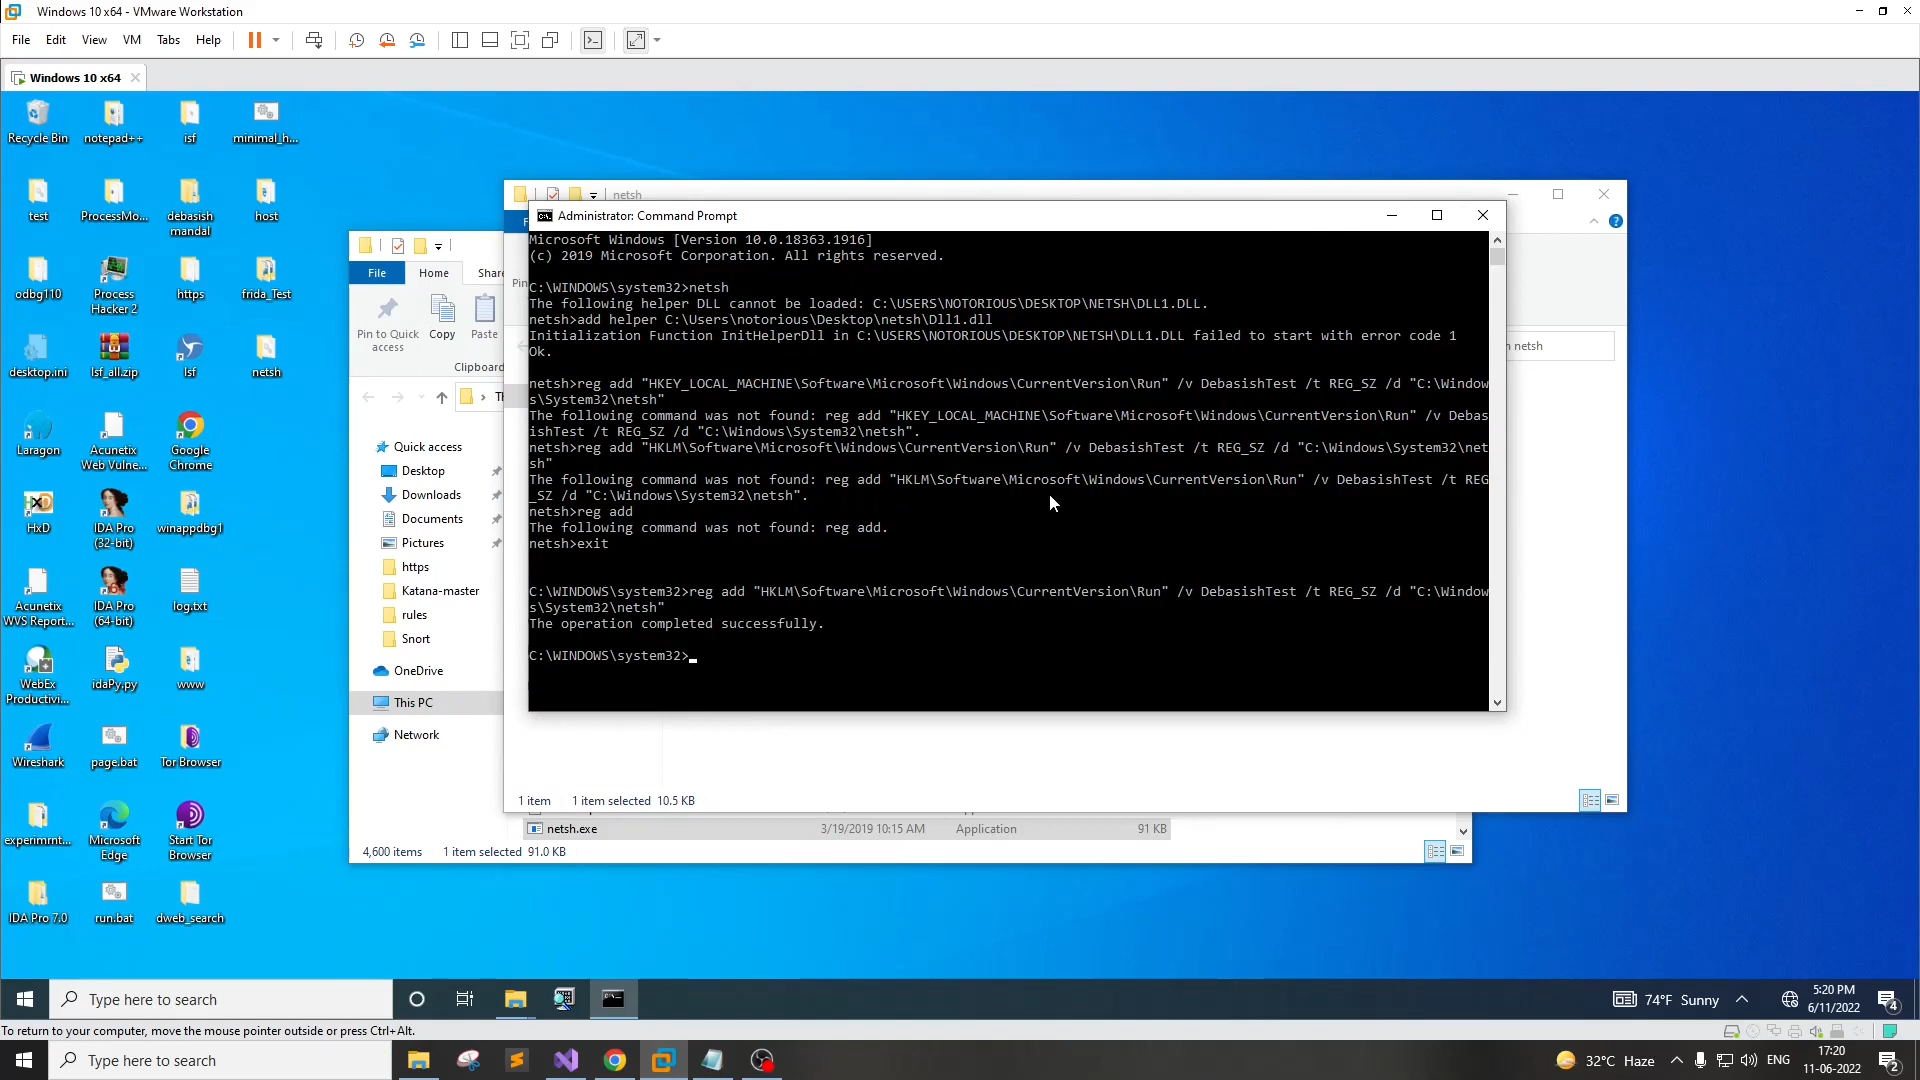 Windows 10 x64 - VMware Workstation
File Edit View VM Tabs Help
Windows 10 x64
Recycle Bin
notepad++
isf
minimal_h...
test
ProcessMo...
debasish
mandal
host
odbg110
Process
Hacker 2
https
frida_Test
desktop.ini
lsf_all.zip
lsf
netsh
Laragon
Acunetix
Web Vulne...
Google
Chrome
HxD
IDA Pro
(32-bit)
winappdbg1
Acunetix
WVS Report...
IDA Pro
(64-bit)
log.txt
WebEx
Productivi...
idaPy.py
www
Wireshark
page.bat
Tor Browser
experimrnt...
Microsoft
Edge
Start Tor
Browser
IDA Pro 7.0
run.bat
dweb_search
File Home Share
Pin to Quick
access
Copy
Paste
Clipboard
Quick access
Desktop
Downloads
Documents
Pictures
https
Katana-master
rules
Snort
OneDrive
This PC
Network
netsh
netsh
1 item 1 item selected 10.5 KB
netsh.exe 3/19/2019 10:15 AM Application 91 KB
4,600 items 1 item selected 91.0 KB
Administrator: Command Prompt
Microsoft Windows [Version 10.0.18363.1916]
(c) 2019 Microsoft Corporation. All rights reserved.
C:\WINDOWS\system32>netsh
The following helper DLL cannot be loaded: C:\USERS\NOTORIOUS\DESKTOP\NETSH\DLL1.DLL.
netsh>add helper C:\Users\notorious\Desktop\netsh\Dll1.dll
Initialization Function InitHelperDll in C:\USERS\NOTORIOUS\DESKTOP\NETSH\DLL1.DLL failed to start with error code 1
Ok.
netsh>reg add "HKEY_LOCAL_MACHINE\Software\Microsoft\Windows\CurrentVersion\Run" /v DebasishTest /t REG_SZ /d "C:\Window
s\System32\netsh"
The following command was not found: reg add "HKEY_LOCAL_MACHINE\Software\Microsoft\Windows\CurrentVersion\Run" /v Debas
ishTest /t REG_SZ /d "C:\Windows\System32\netsh".
netsh>reg add "HKLM\Software\Microsoft\Windows\CurrentVersion\Run" /v DebasishTest /t REG_SZ /d "C:\Windows\System32\net
sh"
The following command was not found: reg add "HKLM\Software\Microsoft\Windows\CurrentVersion\Run" /v DebasishTest /t REG
_SZ /d "C:\Windows\System32\netsh".
netsh>reg add
The following command was not found: reg add.
netsh>exit
C:\WINDOWS\system32>reg add "HKLM\Software\Microsoft\Windows\CurrentVersion\Run" /v DebasishTest /t REG_SZ /d "C:\Window
s\System32\netsh"
The operation completed successfully.
C:\WINDOWS\system32>
Type here to search
74°F Sunny
5:20 PM
6/11/2022
4
To return to your computer, move the mouse pointer outside or press Ctrl+Alt.
Type here to search
32°C Haze
ENG
17:20
11-06-2022
2